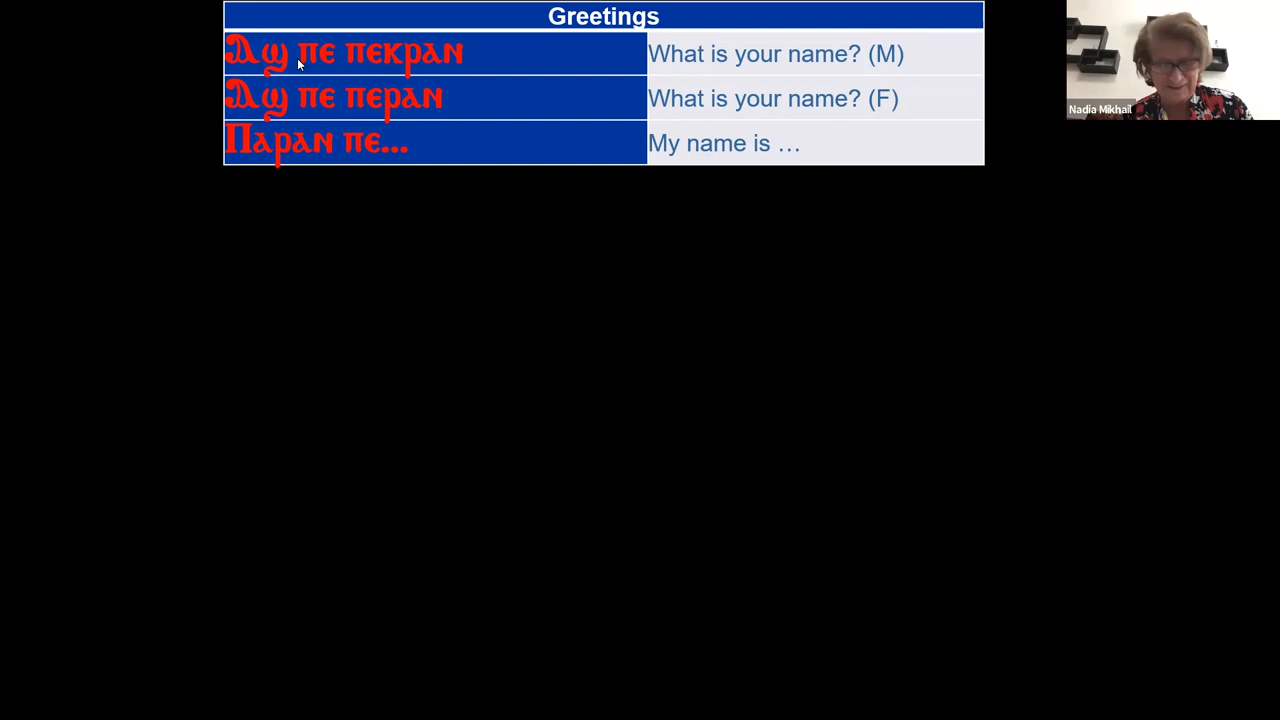 Greetings
Ⲁϣ ⲡⲉ ⲡⲉⲕⲣⲁⲛ What is your name? (M)
Ⲁϣ ⲡⲉ ⲡⲉⲣⲁⲛ What is your name? (F)
Ⲡⲁⲣⲁⲛ ⲡⲉ... My name is …
Nadia Mikhail